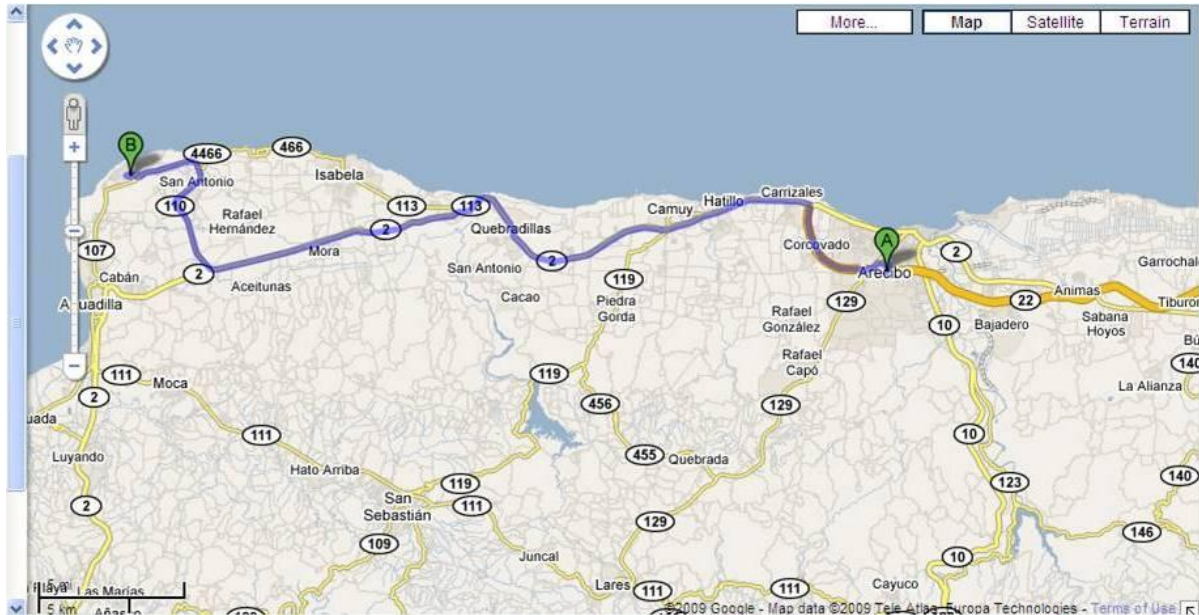 More...
Map
Satellite
Terrain
B
4466
466
San Antonio
Isabela
110
Rafael
Hernández
113
113
Carrizales
Hatillo
Camuy
Quebradillas
2
Mora
107
Cabán
2
Aceitunas
San Antonio
2
Corcovado
A
Arecibo
2
Garrochal
119
Cacao
Piedra
Gorda
129
22
Animas
Tiburon
Rafael
González
10
Bajadero
Sabana
Hoyos
Rafael
Capó
111
Moca
119
140
La Alianza
2
456
129
111
10
Luyando
Hato Arriba
455
Quebrada
119
123
140
2
San
Sebastián
111
129
146
109
Juncal
10
Lares
111
111
Cayuco
5 mi
Las Marías
5 km
©2009 Google - Map data ©2009 Tele Atlas, Europa Technologies - Terms of Use